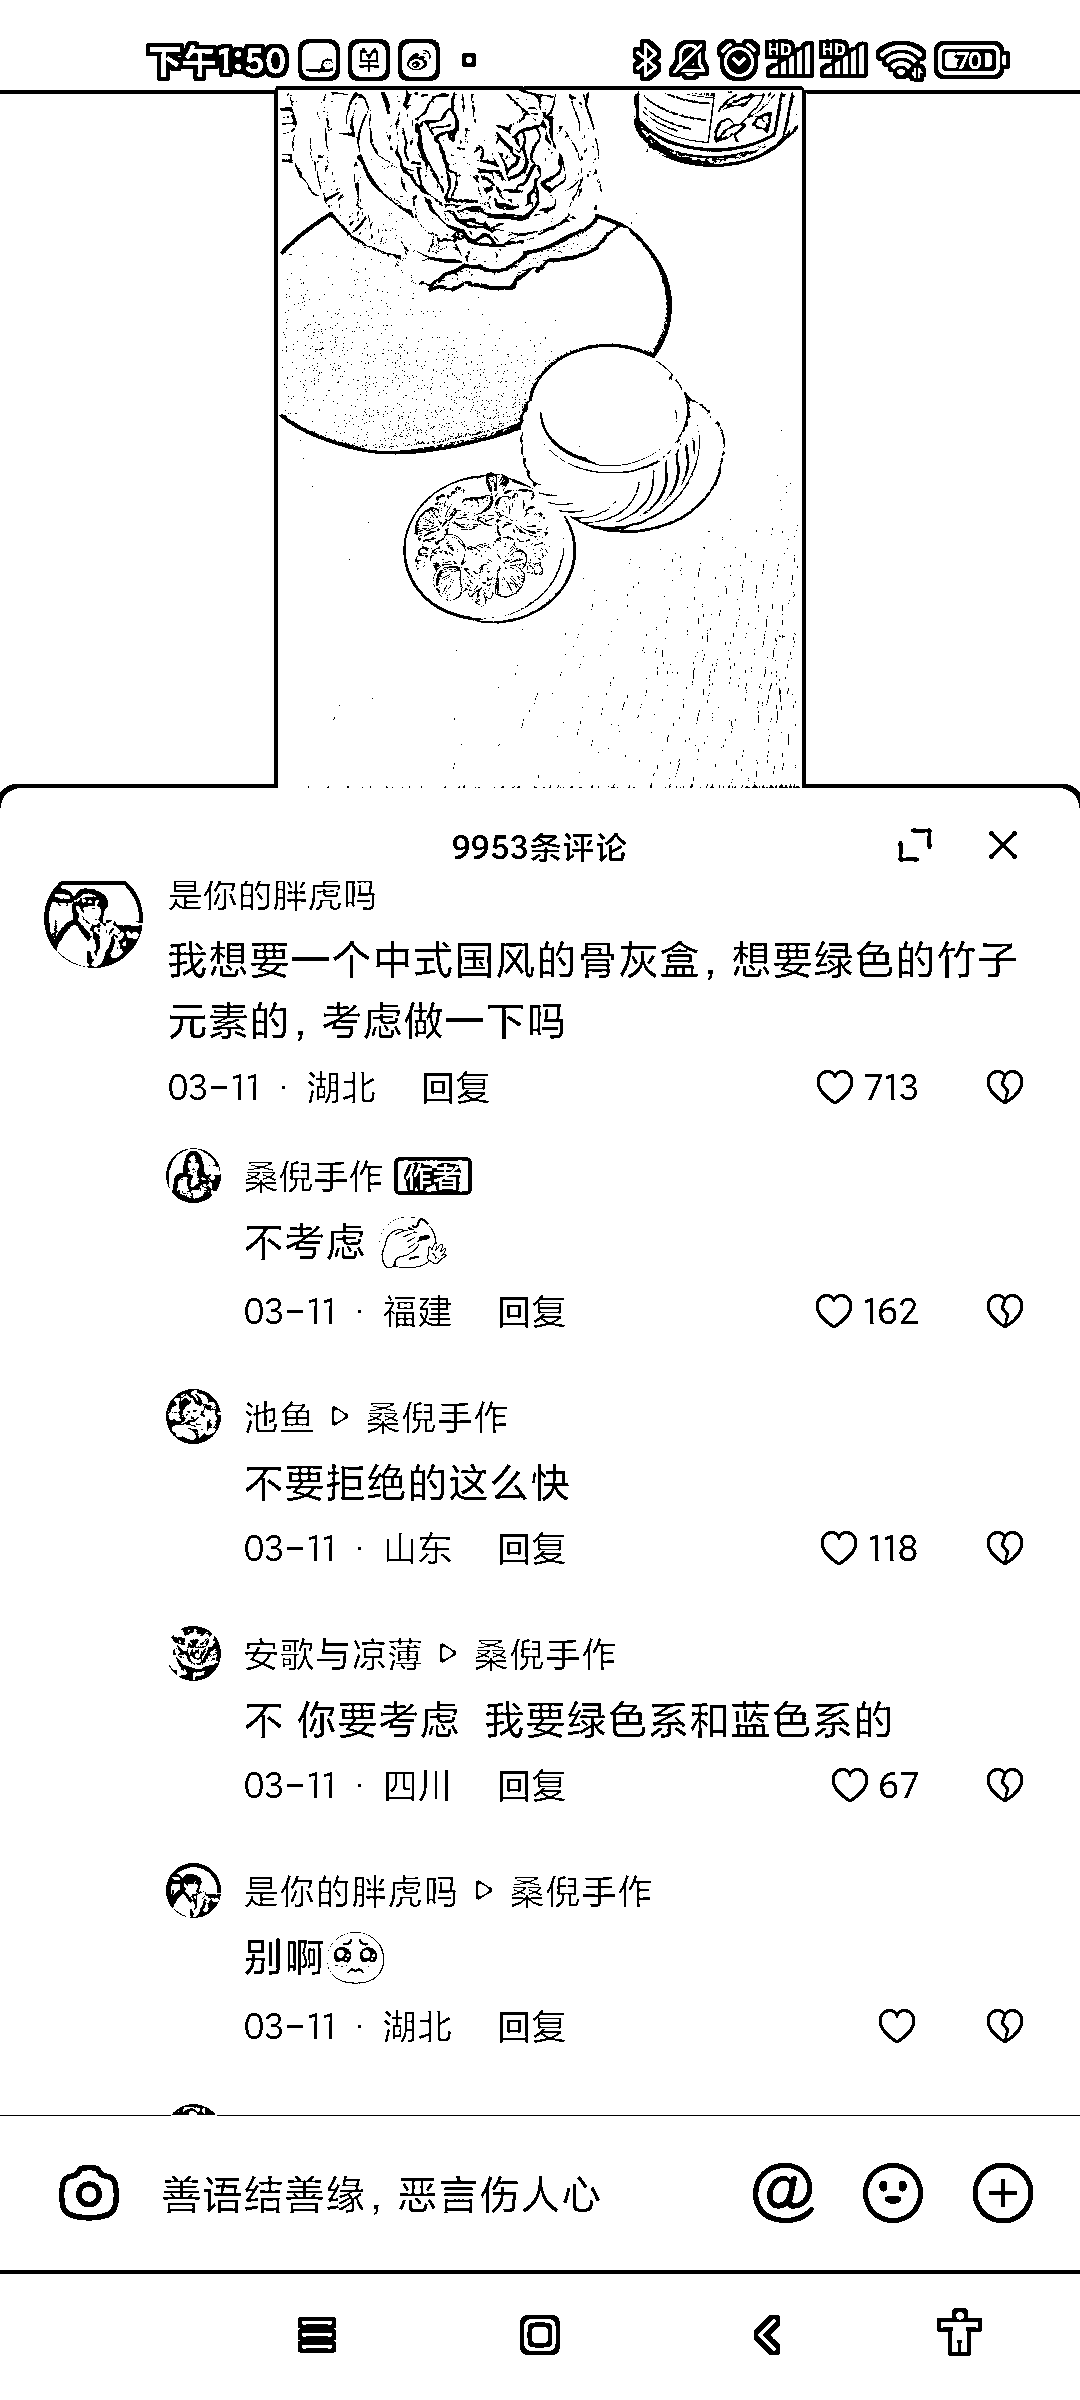 下午1:50
HD HD 70
9953条评论
是你的胖虎吗
我想要一个中式国风的骨灰盒，想要绿色的竹子
元素的，考虑做一下吗
03-11 · 湖北 回复 713
桑倪手作 作者
不考虑
03-11 · 福建 回复 162
池鱼 ▷ 桑倪手作
不要拒绝的这么快
03-11 · 山东 回复 118
安歌与凉薄 ▷ 桑倪手作
不 你要考虑 我要绿色系和蓝色系的
03-11 · 四川 回复 67
是你的胖虎吗 ▷ 桑倪手作
别啊
03-11 · 湖北 回复
善语结善缘，恶言伤人心